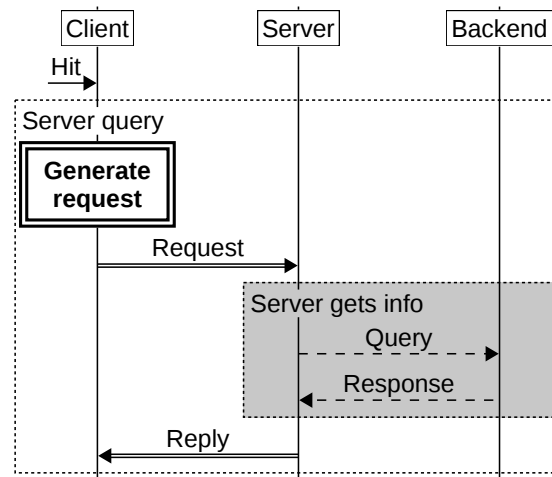 Client Server Backend
Hit
Server query
Generate
request
Request
Server gets info
Query
Response
Reply